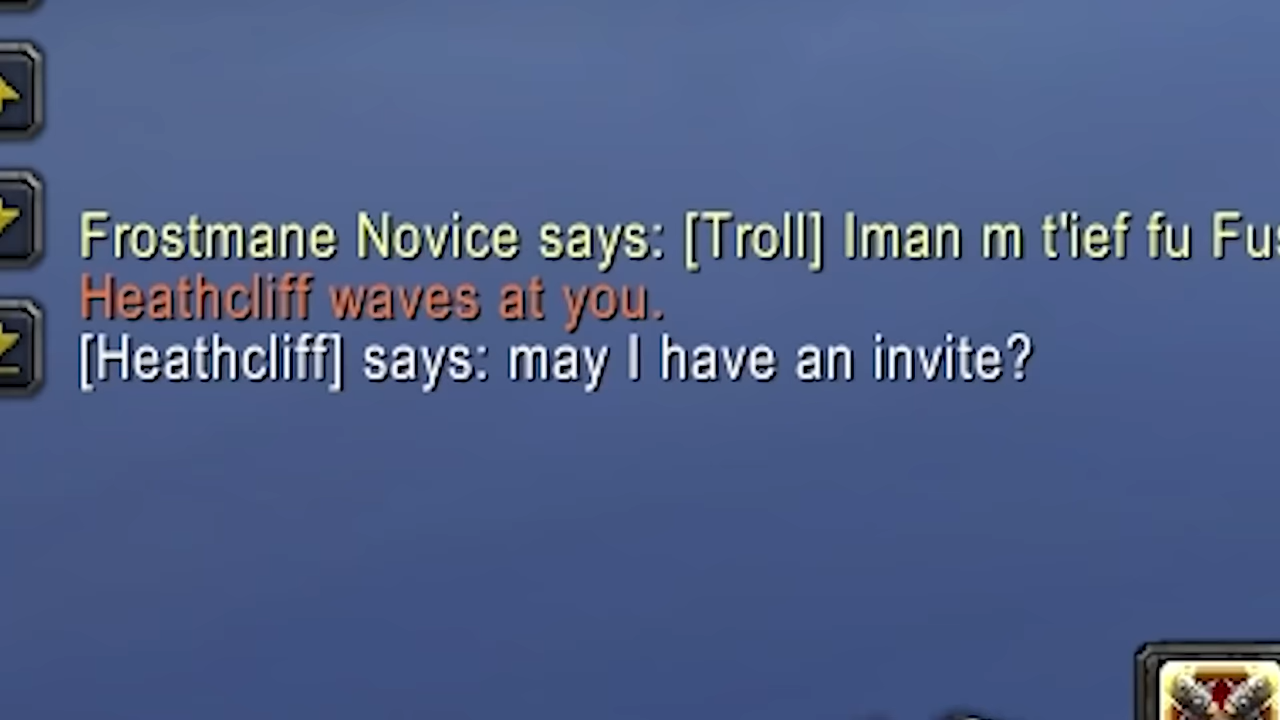 Frostmane Novice says: [Troll] Iman m t'ief fu
Heathcliff waves at you.
[Heathcliff] says: may I have an invite?